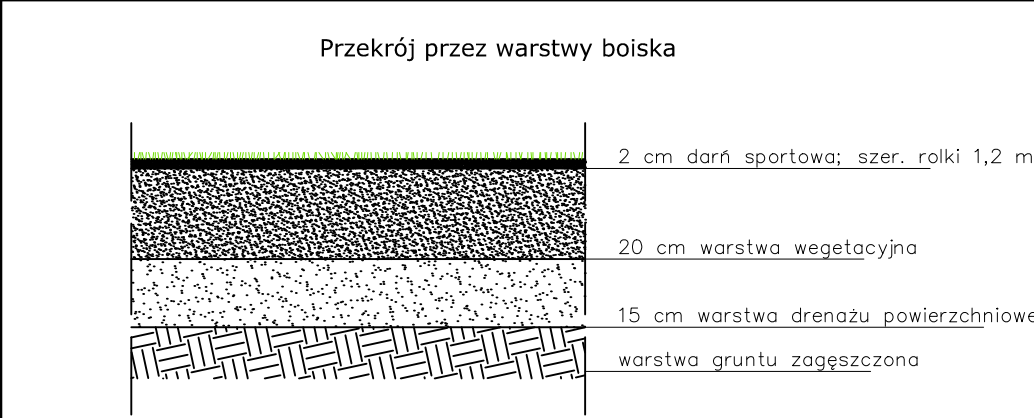 Przekrój przez warstwy boiska
2 cm darń sportowa; szer. rolki 1,2 m
20 cm warstwa wegetacyjna
15 cm warstwa drenażu powierzchniowe
warstwa gruntu zagęszczona